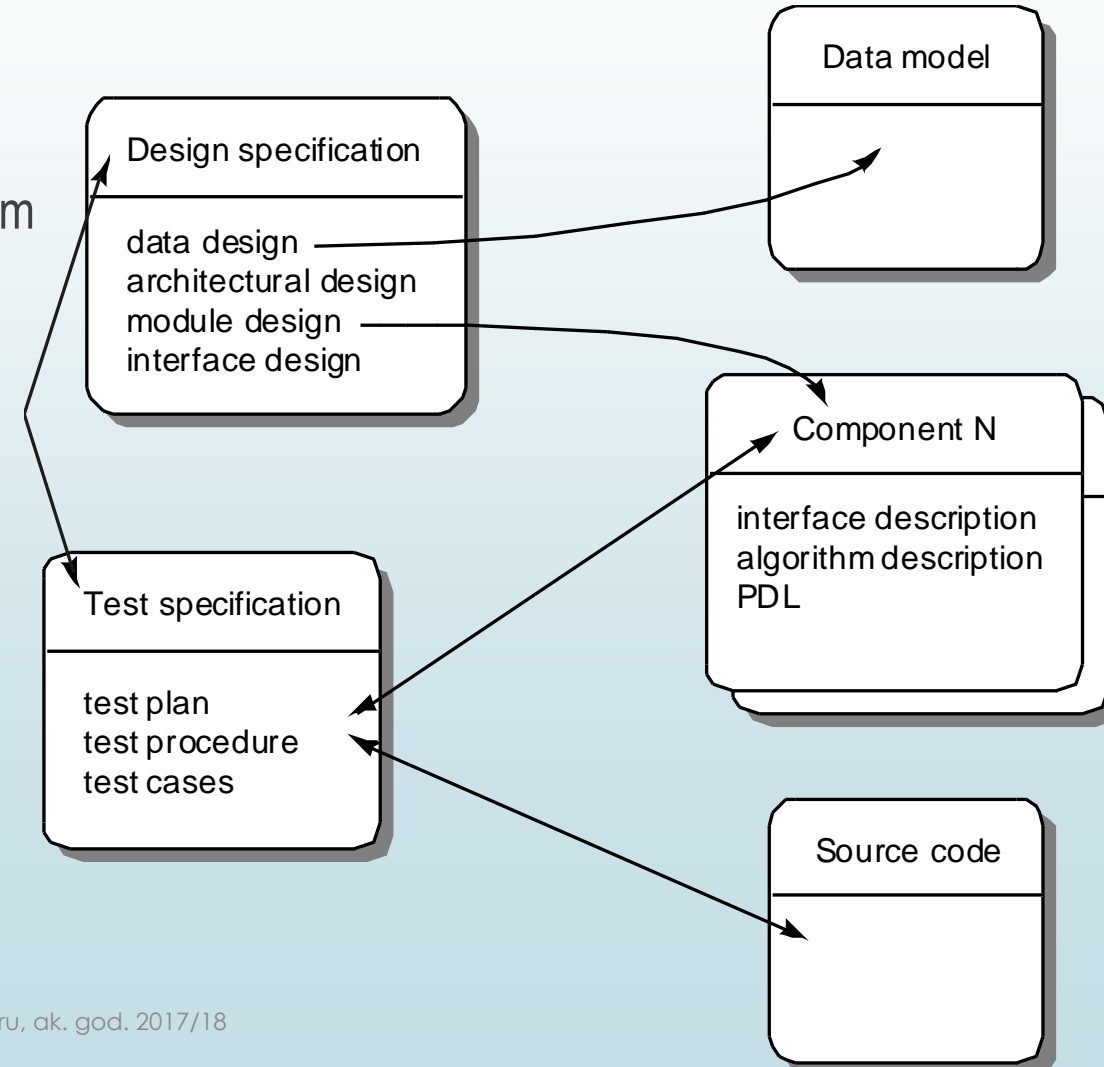 Data model
Design specification
m
data design
architectural design
module design
interface design
Component N
interface description
algorithm description
PDL
Test specification
test plan
test procedure
test cases
Source code
ru, ak. god. 2017/18